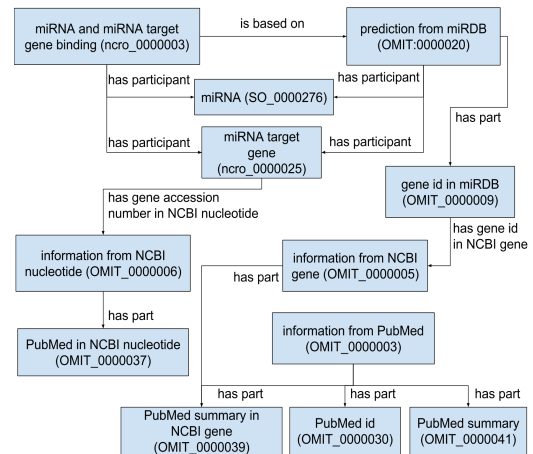 miRNA and miRNA target
gene binding (ncro_0000003)
is based on
prediction from miRDB
(OMIT:0000020)
has participant
has participant
miRNA (SO_0000276)
has part
has participant
miRNA target
gene
(ncro_0000025)
has participant
gene id in miRDB
(OMIT_0000009)
has gene accession
number in NCBI nucleotide
has gene id
in NCBI gene
information from NCBI
nucleotide (OMIT_0000006)
information from NCBI
gene (OMIT_0000005)
has part
has part
information from PubMed
(OMIT_0000003)
PubMed in NCBI nucleotide
(OMIT_0000037)
has part
has part
has part
PubMed summary in
NCBI gene
(OMIT_0000039)
PubMed id
(OMIT_0000030)
PubMed summary
(OMIT_0000041)